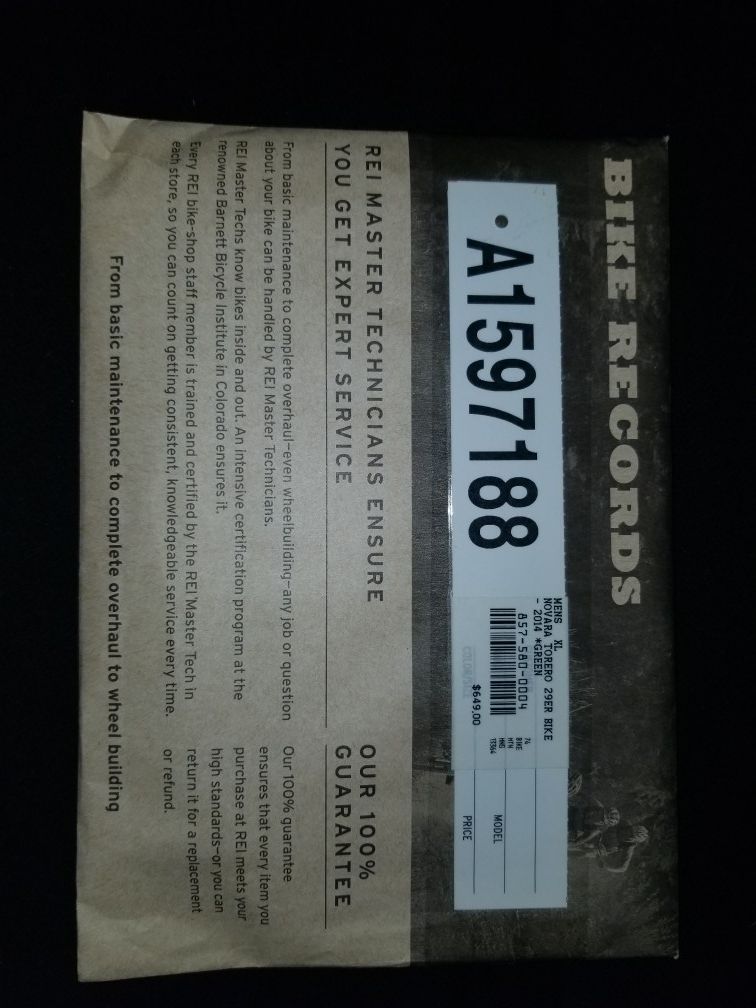 BIKE RECORDS
A1597188
MENS XL
NOVARA TORERO 29ER BIKE
- 2014 *GREEN
857-580-0004
$649.00
74
BKE
MTN
HMG
13364
MODEL
PRICE
REI MASTER TECHNICIANS ENSURE
YOU GET EXPERT SERVICE
From basic maintenance to complete overhaul–even wheelbuilding–any job or question
about your bike can be handled by REI Master Technicians.
REI Master Techs know bikes inside and out. An intensive certification program at the
renowned Barnett Bicycle Institute in Colorado ensures it.
Every REI bike-shop staff member is trained and certified by the REI Master Tech in
each store, so you can count on getting consistent, knowledgeable service every time.
OUR 100%
GUARANTEE
Our 100% guarantee
ensures that every item you
purchase at REI meets your
high standards–or you can
return it for a replacement
or refund.
From basic maintenance to complete overhaul to wheel building